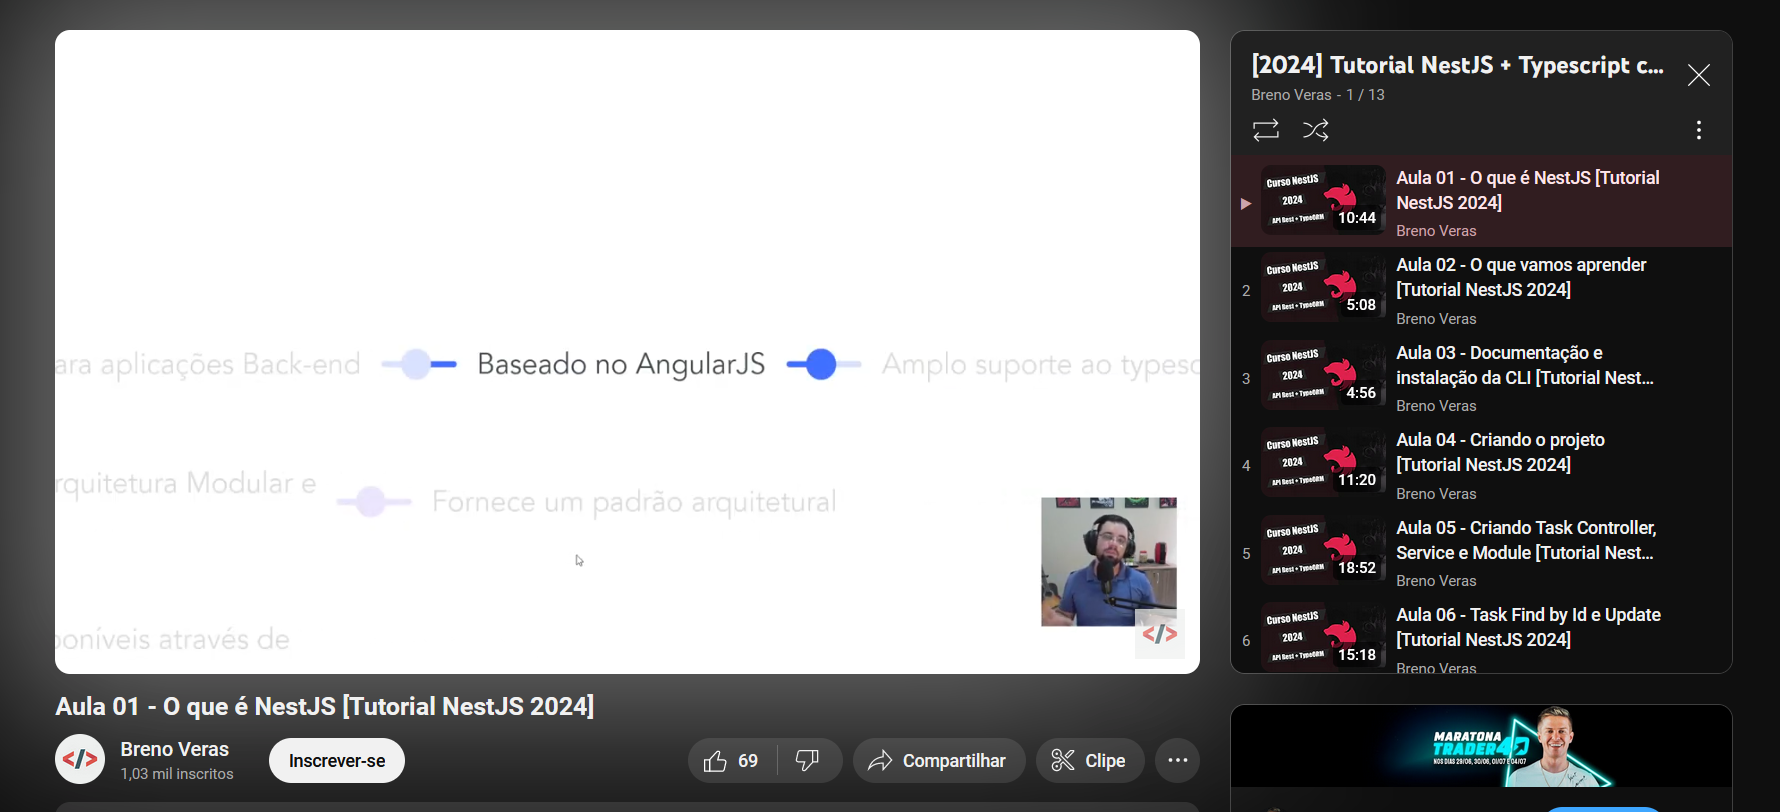 ara aplicações Back-end
Baseado no AngularJS
Amplo suporte ao typesc
rquitetura Modular e
Fornece um padrão arquitetural
poníveis através de
</>
Aula 01 - O que é NestJS [Tutorial NestJS 2024]
</>
Breno Veras
1,03 mil inscritos
Inscrever-se
69
Compartilhar
Clipe
[2024] Tutorial NestJS + Typescript c...
Breno Veras - 1 / 13
Curso NestJS
2024
API Rest + TypeORM
10:44
Aula 01 - O que é NestJS [Tutorial
NestJS 2024]
Breno Veras
2
Curso NestJS
2024
API Rest + TypeORM
5:08
Aula 02 - O que vamos aprender
[Tutorial NestJS 2024]
Breno Veras
3
Curso NestJS
2024
API Rest + TypeORM
4:56
Aula 03 - Documentação e
instalação da CLI [Tutorial Nest...
Breno Veras
4
Curso NestJS
2024
API Rest + TypeORM
11:20
Aula 04 - Criando o projeto
[Tutorial NestJS 2024]
Breno Veras
5
Curso NestJS
2024
API Rest + TypeORM
18:52
Aula 05 - Criando Task Controller,
Service e Module [Tutorial Nest...
Breno Veras
6
Curso NestJS
2024
API Rest + TypeORM
15:18
Aula 06 - Task Find by Id e Update
[Tutorial NestJS 2024]
Breno Veras
MARATONA
TRADER 4D
NOS DIAS 29/06, 30/06, 01/07 E 04/07